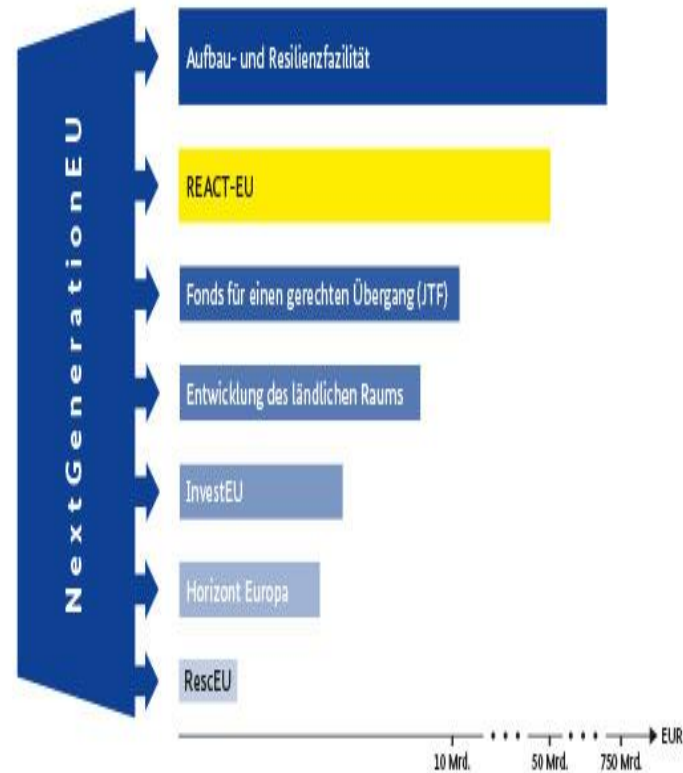 NextGenerationEU
Aufbau- und Resilienzfazilität
REACT-EU
Fonds für einen gerechten Übergang (JTF)
Entwicklung des ländlichen Raums
InvestEU
Horizont Europa
RescEU
EUR
10 Mrd. 50 Mrd. 750 Mrd.